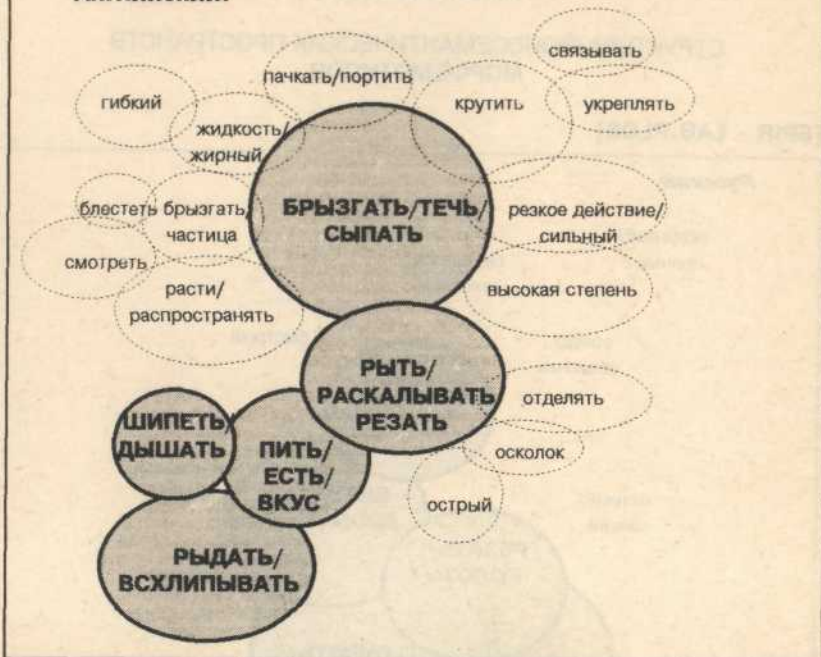 связывать
пачкать/портить
гибкий
крутить
укреплять
жидкость/
жирный
блестеть
брызгать/
частица
БРЫЗГАТЬ/ТЕЧЬ/
СЫПАТЬ
резкое действие/
сильный
смотреть
расти/
распространять
высокая степень
РЫТЬ/
РАСКАЛЫВАТЬ
РЕЗАТЬ
отделять
ШИПЕТЬ/
ДЫШАТЬ
ПИТЬ/
ЕСТЬ/
ВКУС
осколок
острый
РЫДАТЬ/
ВСХЛИПЫВАТЬ